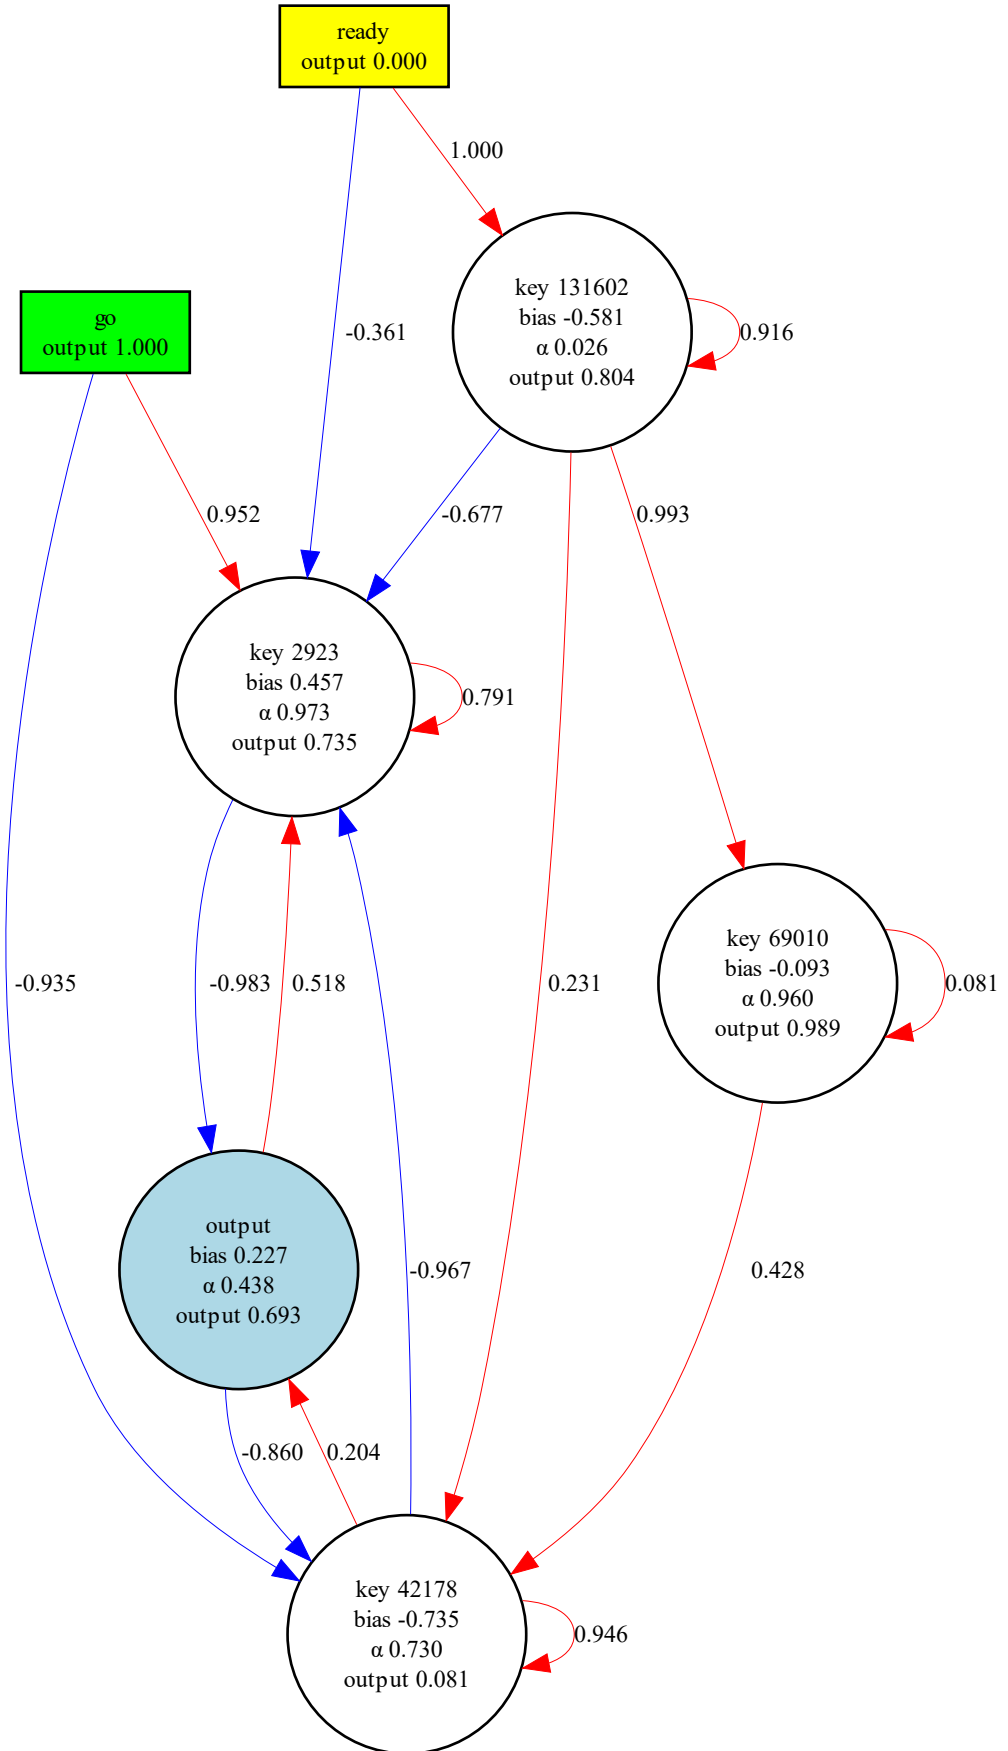 ready
output 0.000
1.000
key 131602
bias -0.581
α 0.026
output 0.804
0.916
go
output 1.000
-0.361
0.952
-0.677
0.993
key 2923
bias 0.457
α 0.973
output 0.735
0.791
key 69010
bias -0.093
α 0.960
output 0.989
0.081
-0.935
-0.983
0.518
0.231
output
bias 0.227
α 0.438
output 0.693
-0.967
0.428
-0.860
0.204
key 42178
bias -0.735
α 0.730
output 0.081
0.946